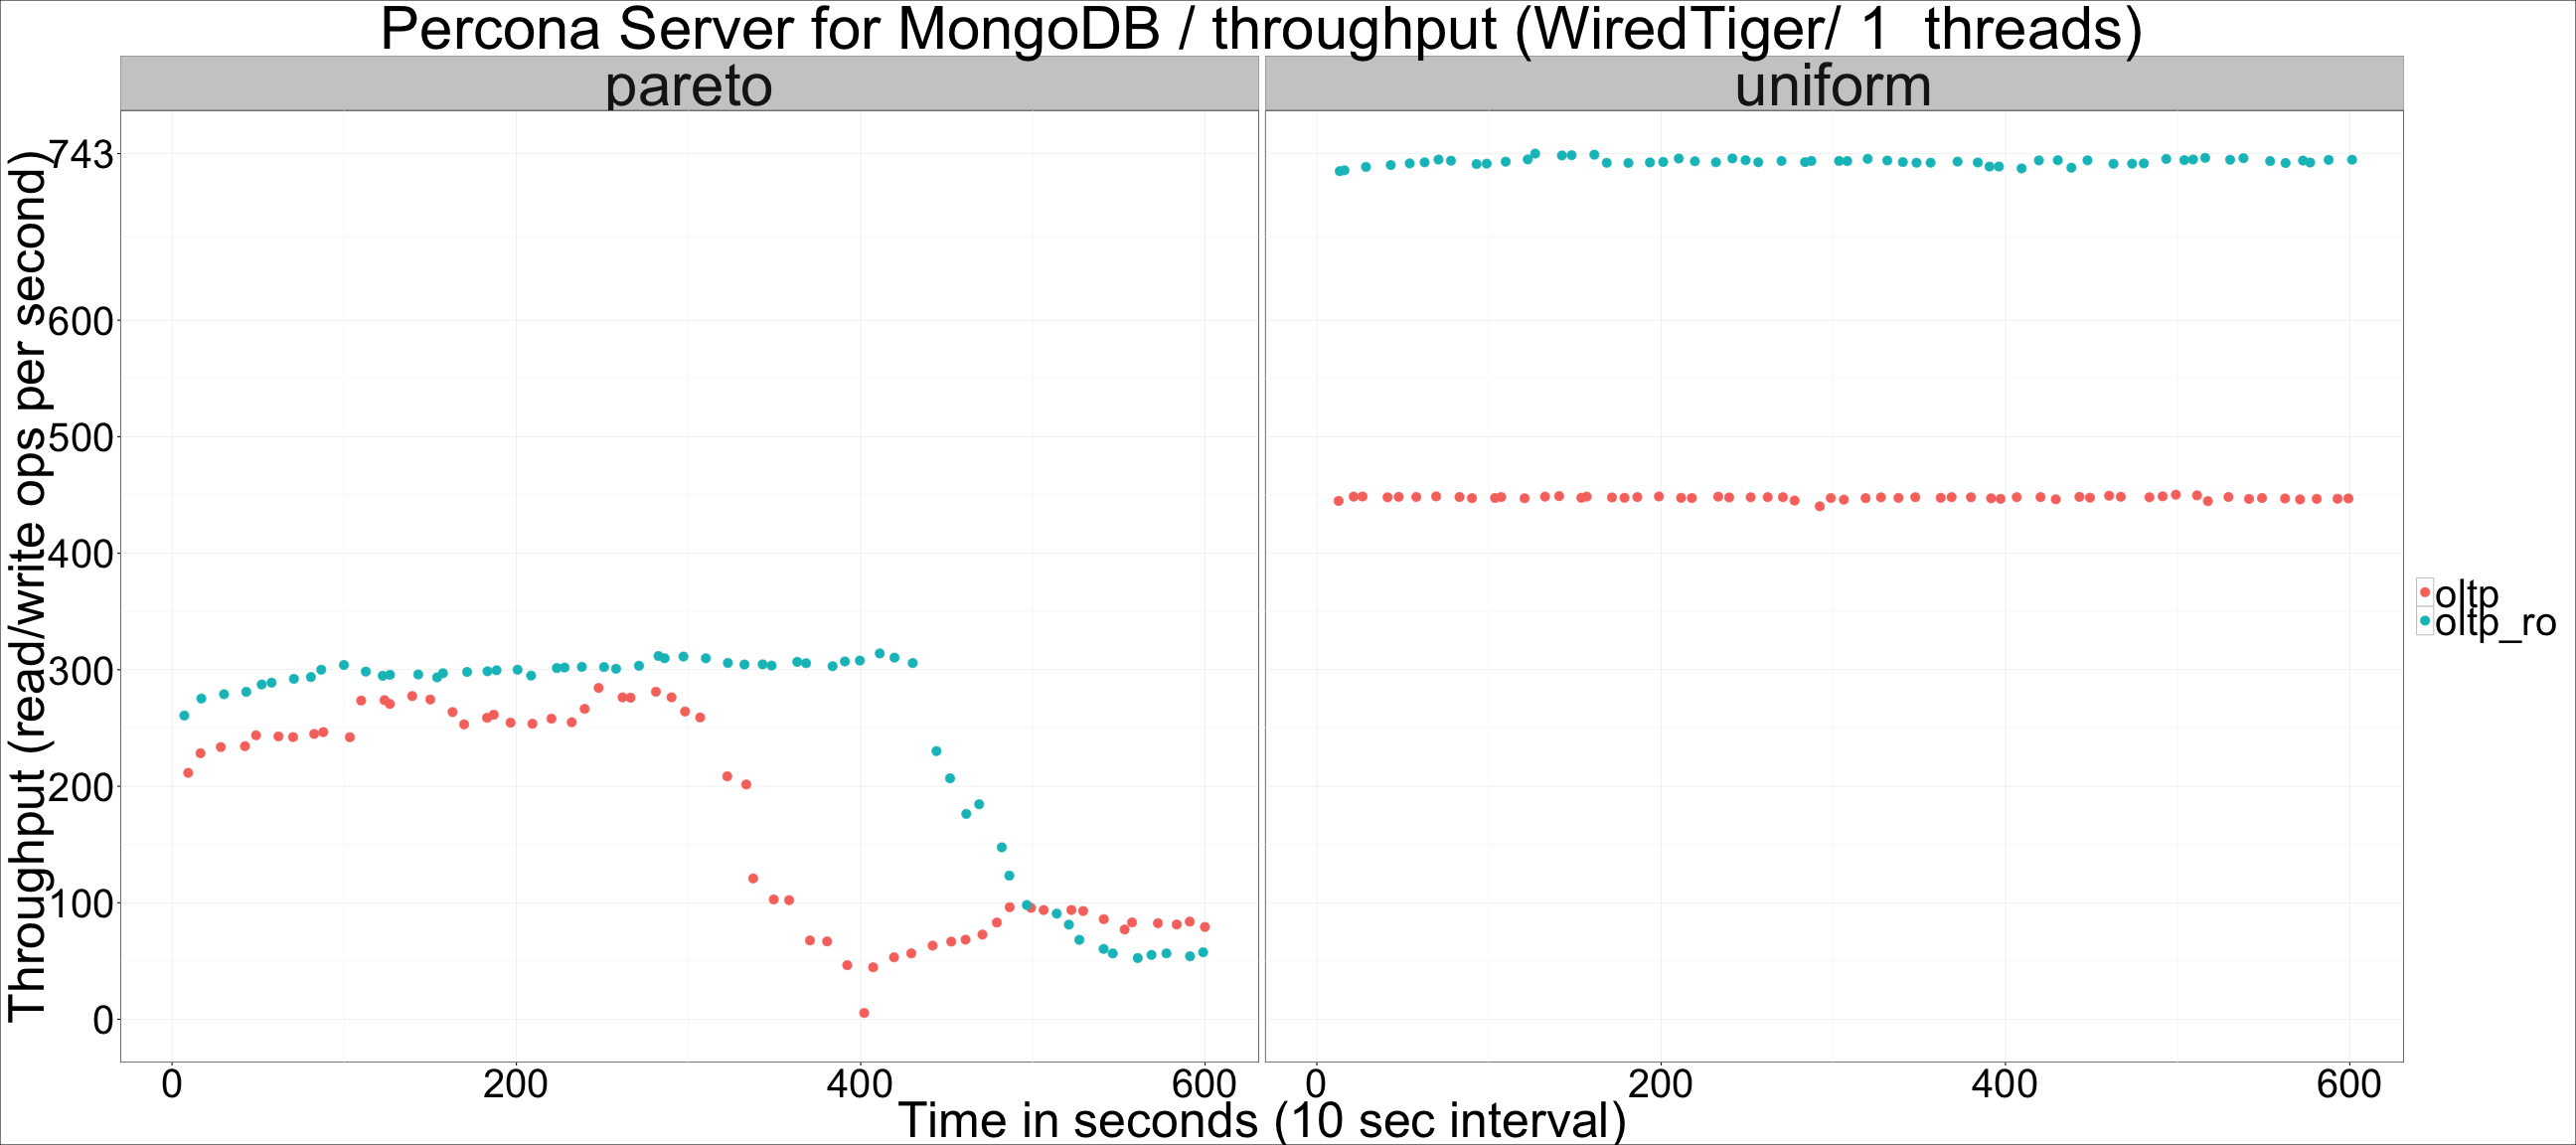 Percona Server for MongoDB / throughput (WiredTiger/ 1  threads)
pareto
uniform
Throughput (read/write ops per second)
743
600
500
400
300
200
100
0
0 200 400 600
0 200 400 600
Time in seconds (10 sec interval)
oltp
oltp_ro